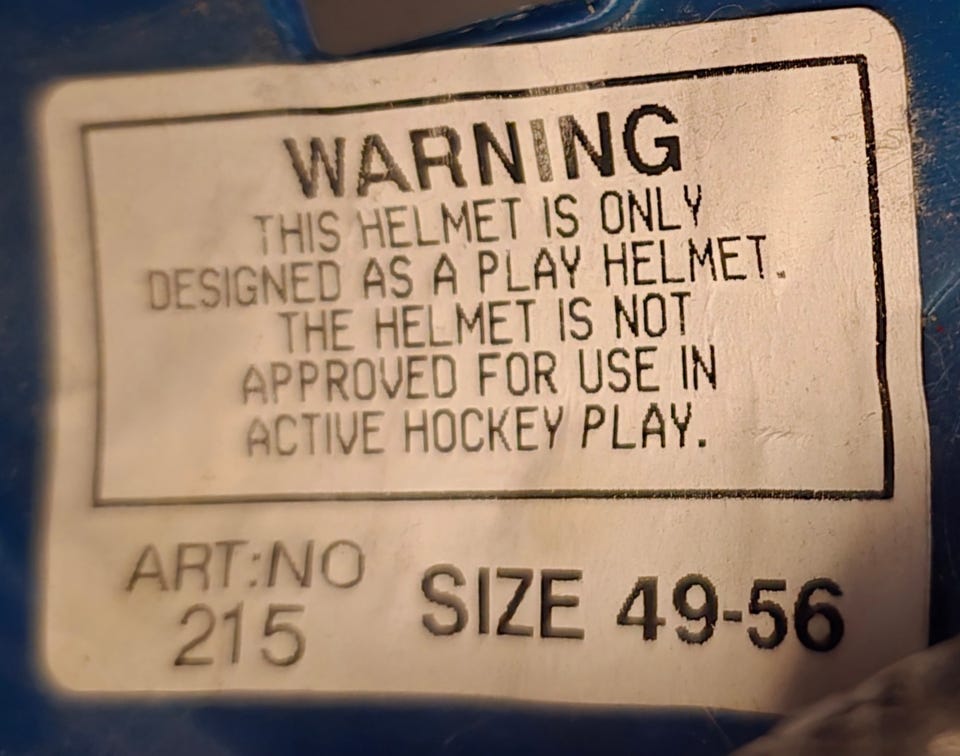 WARNING
THIS HELMET IS ONLY
DESIGNED AS A PLAY HELMET.
THE HELMET IS NOT
APPROVED FOR USE IN
ACTIVE HOCKEY PLAY.
ART:NO
215
SIZE 49-56